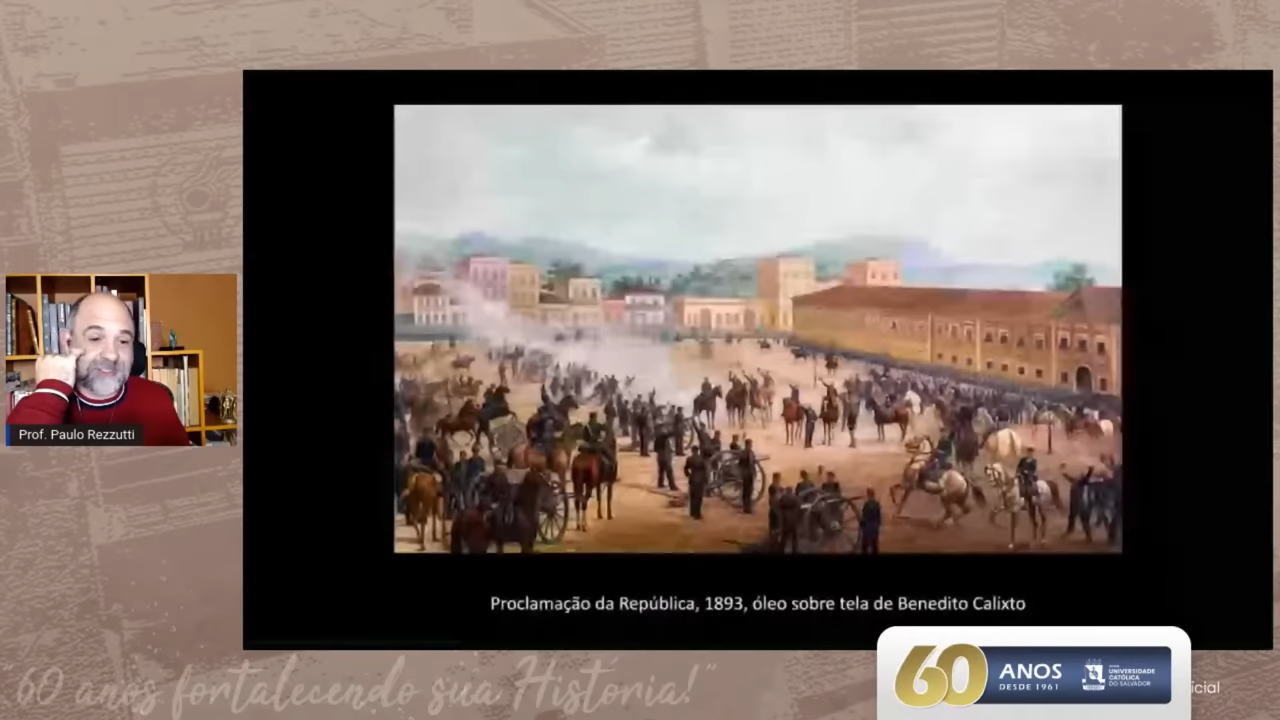 Prof. Paulo Rezzutti
Proclamação da República, 1893, óleo sobre tela de Benedito Calixto
"60 anos fortalecendo sua História!"
60 ANOS
DESDE 1961
UNIVERSIDADE
CATÓLICA
DO SALVADOR
icial